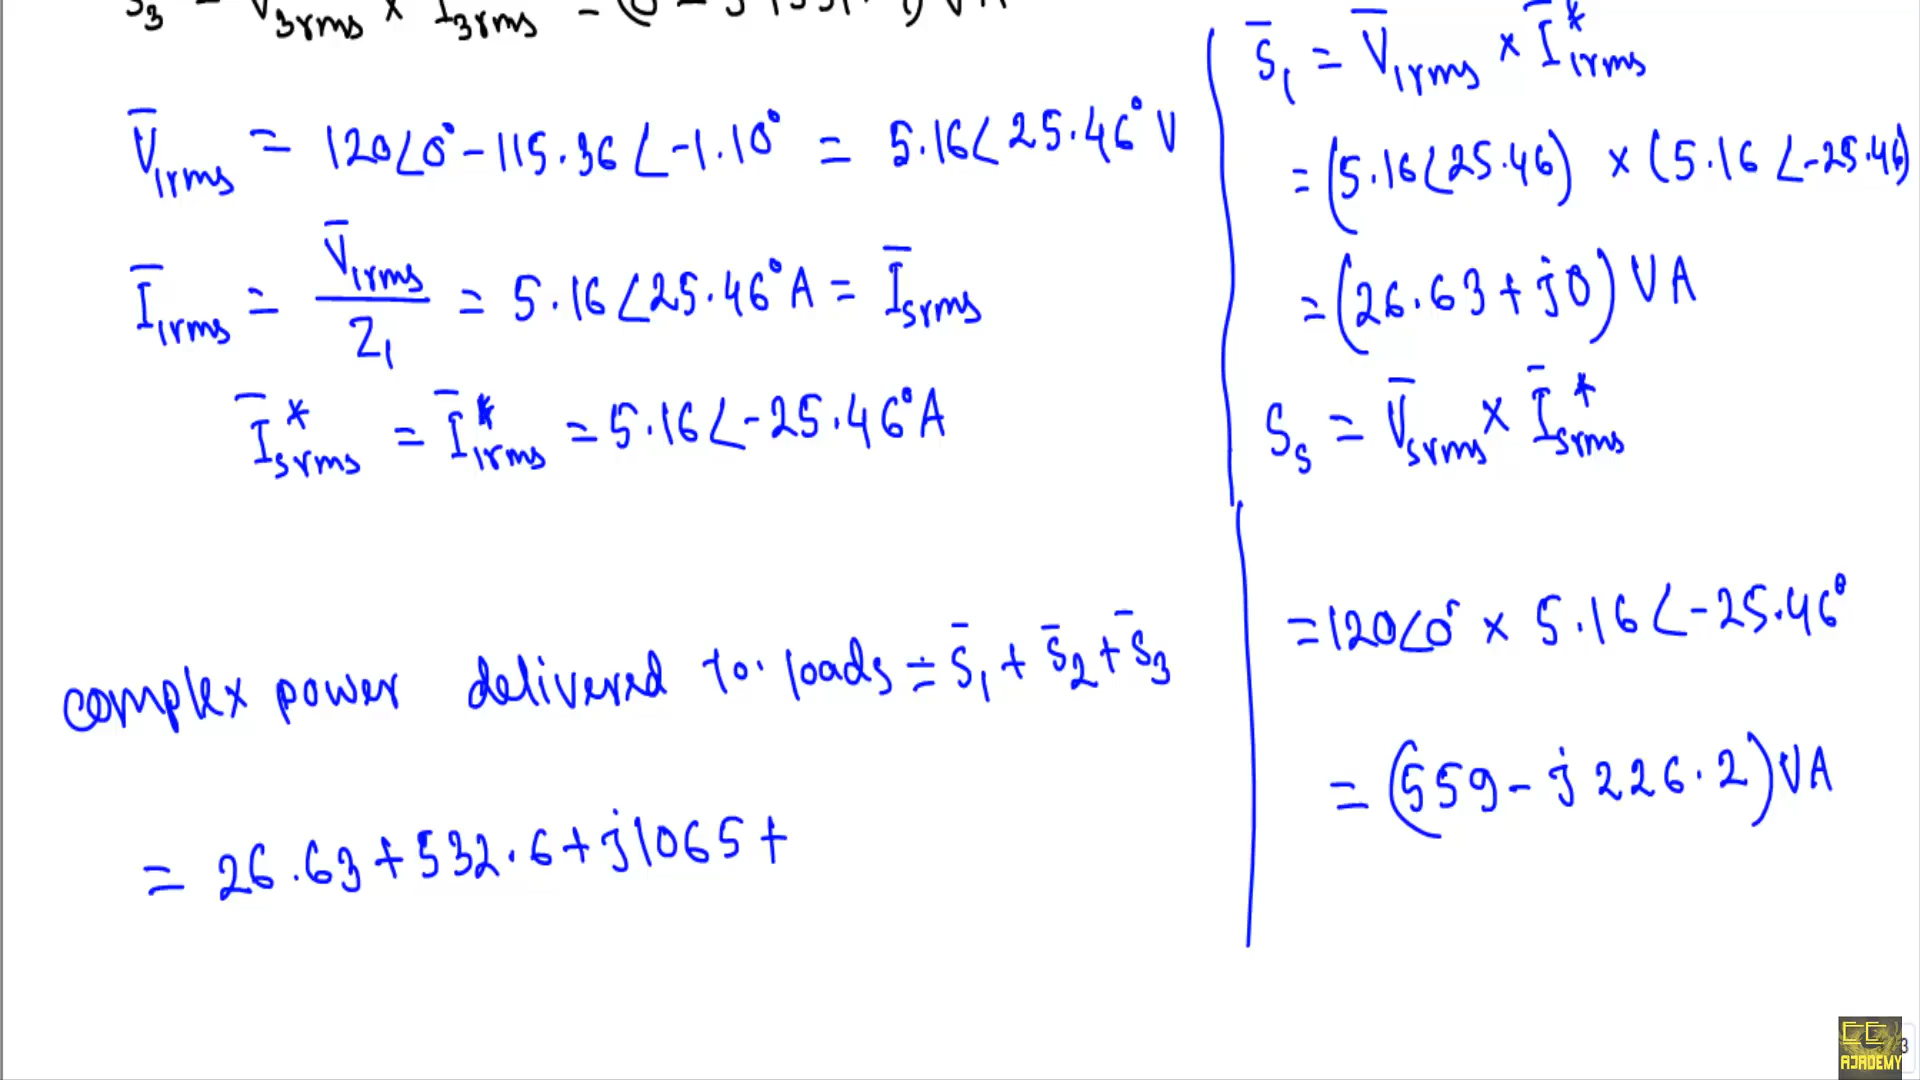 V̄1rms = 120∠0° - 115.36∠-1.10° = 5.16∠25.46° V
Ī1rms = V̄1rms / Z1 = 5.16∠25.46° A = Īsrms
Ī*srms = Ī*1rms = 5.16∠-25.46° A
complex power delivered to loads = S̄1 + S̄2 + S̄3
= 26.63 + 532.6 + j1065 +
S̄1 = V̄1rms × Ī*1rms
= (5.16∠25.46) × (5.16∠-25.46)
= (26.63 + j0) VA
Ss = V̄srms × Ī*srms
= 120∠0° × 5.16∠-25.46°
= (559 - j226.2) VA
EE
ACADEMY
3